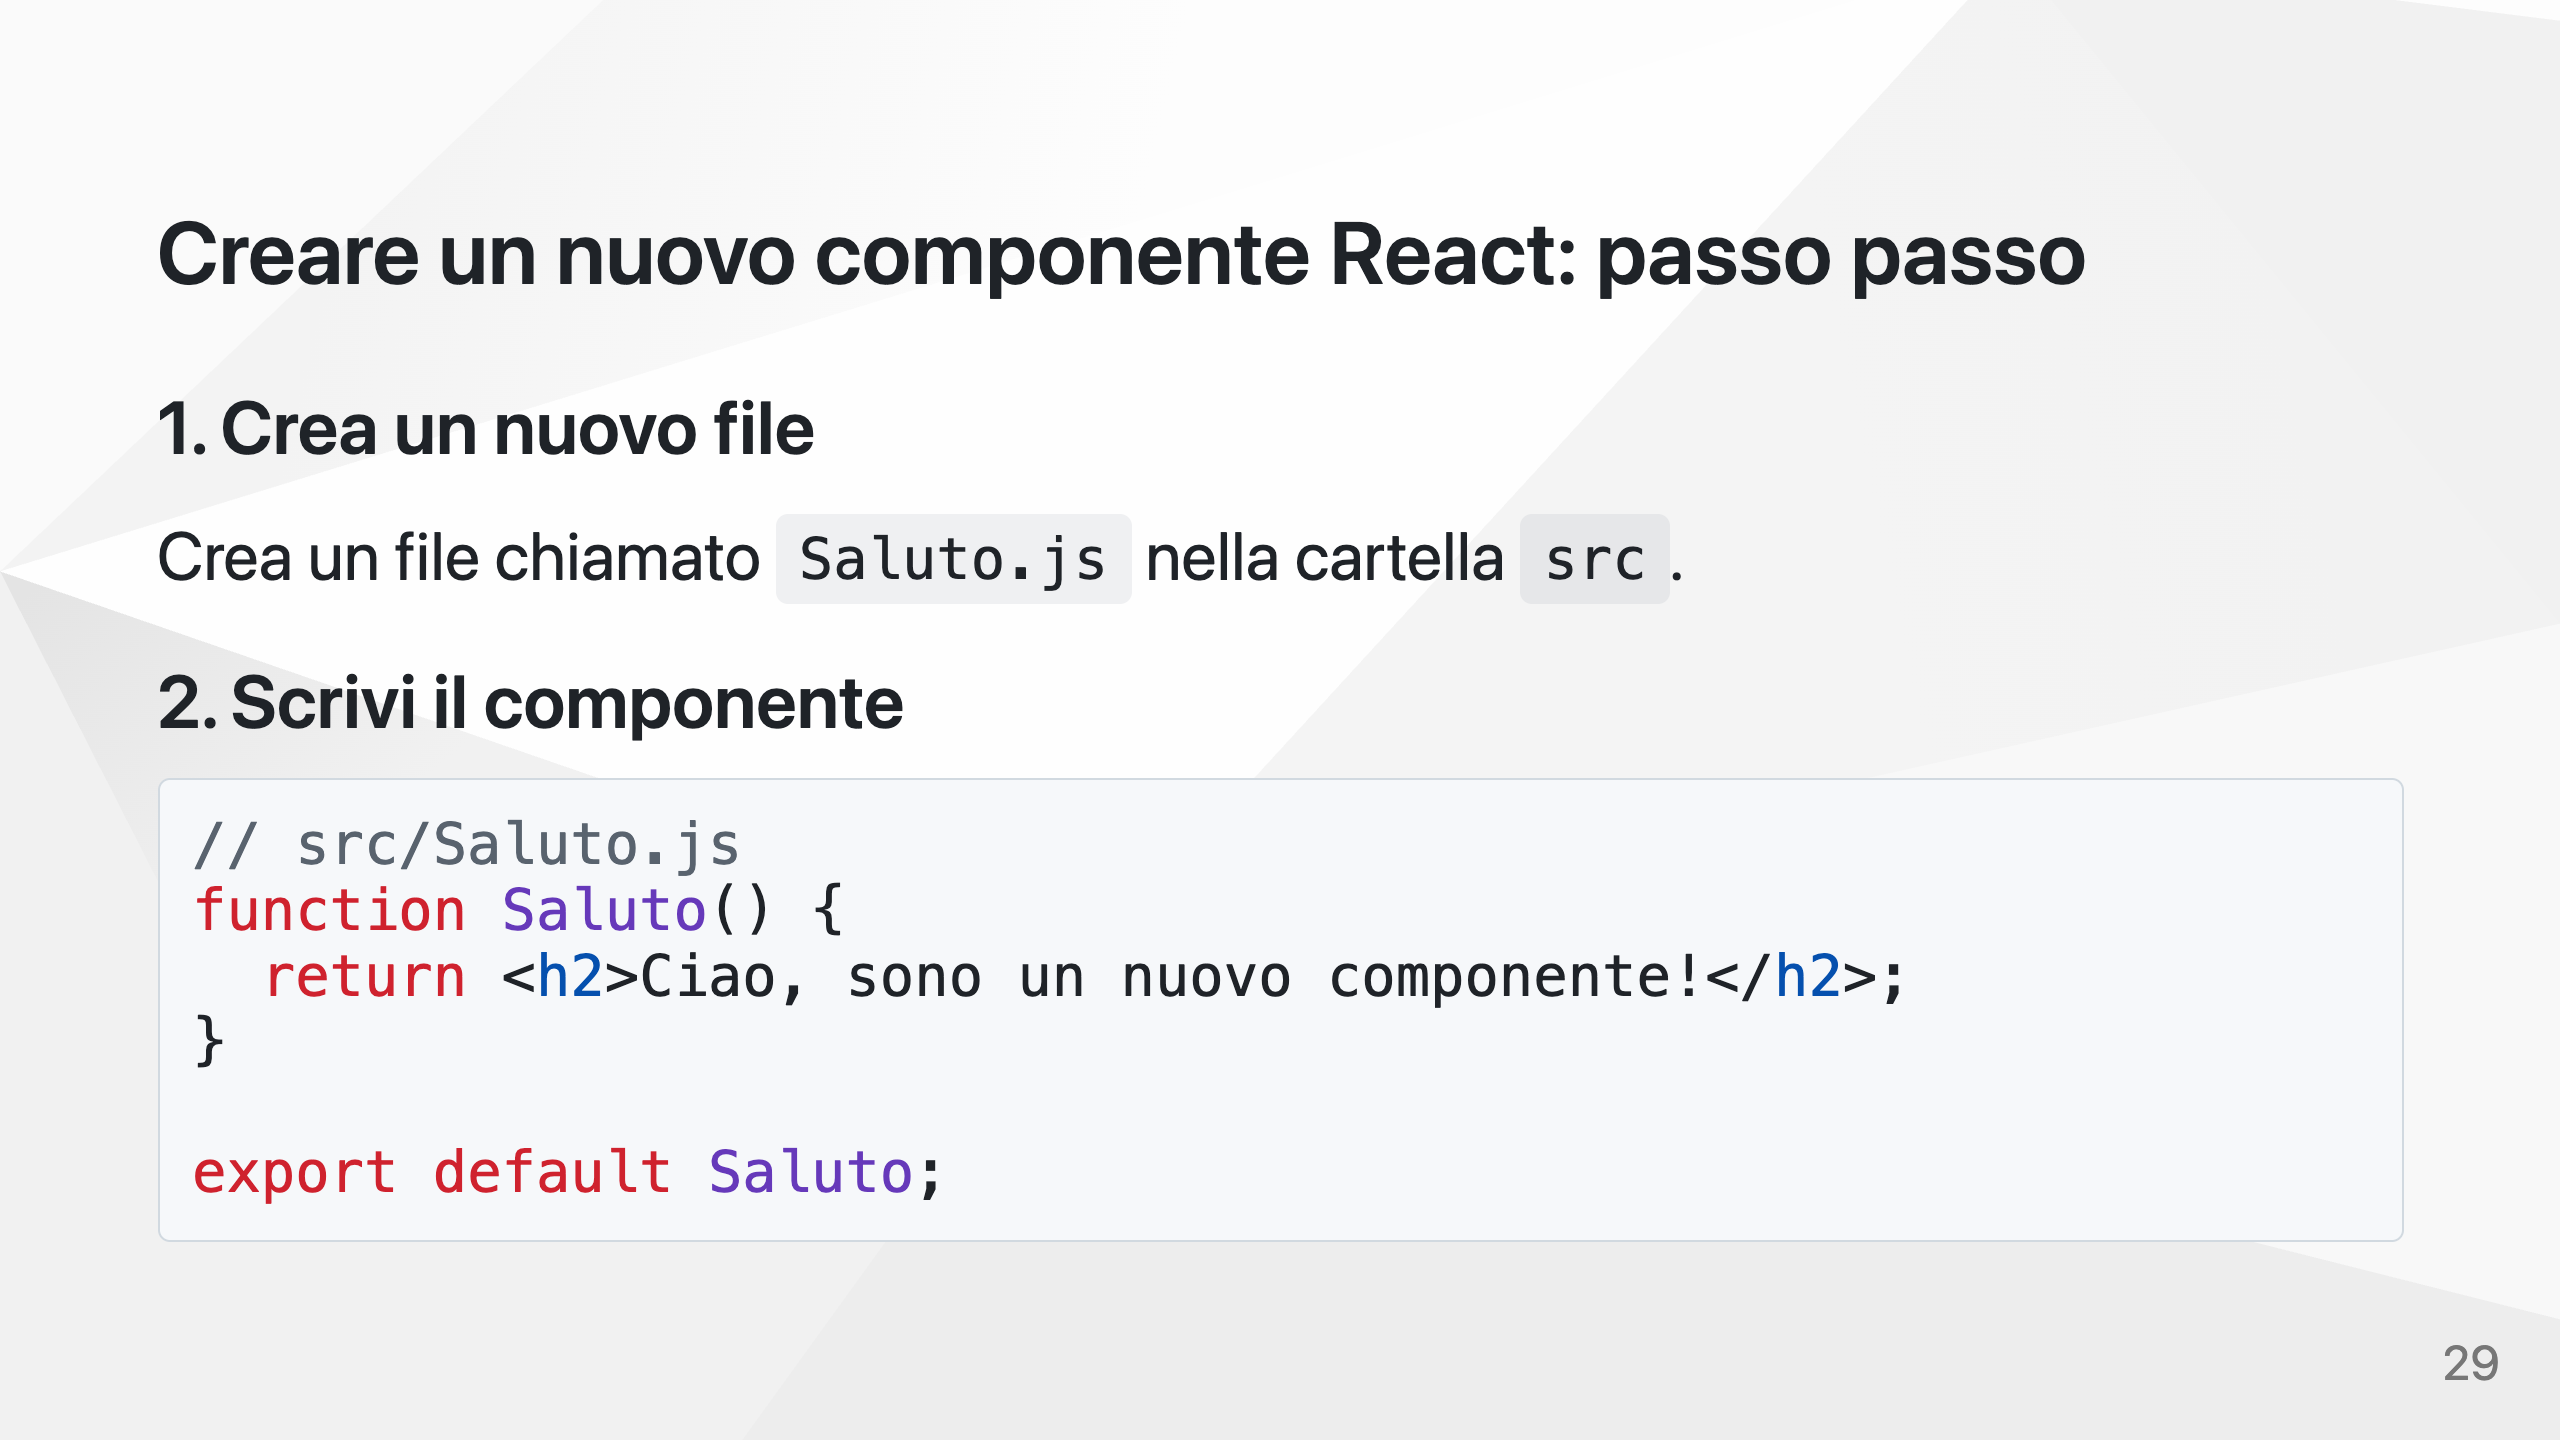 Creare un nuovo componente React: passo passo
1. Crea un nuovo file
Crea un file chiamato Saluto.js nella cartella src.
2. Scrivi il componente
// src/Saluto.js
function Saluto() {
  return <h2>Ciao, sono un nuovo componente!</h2>;
}

export default Saluto;
29